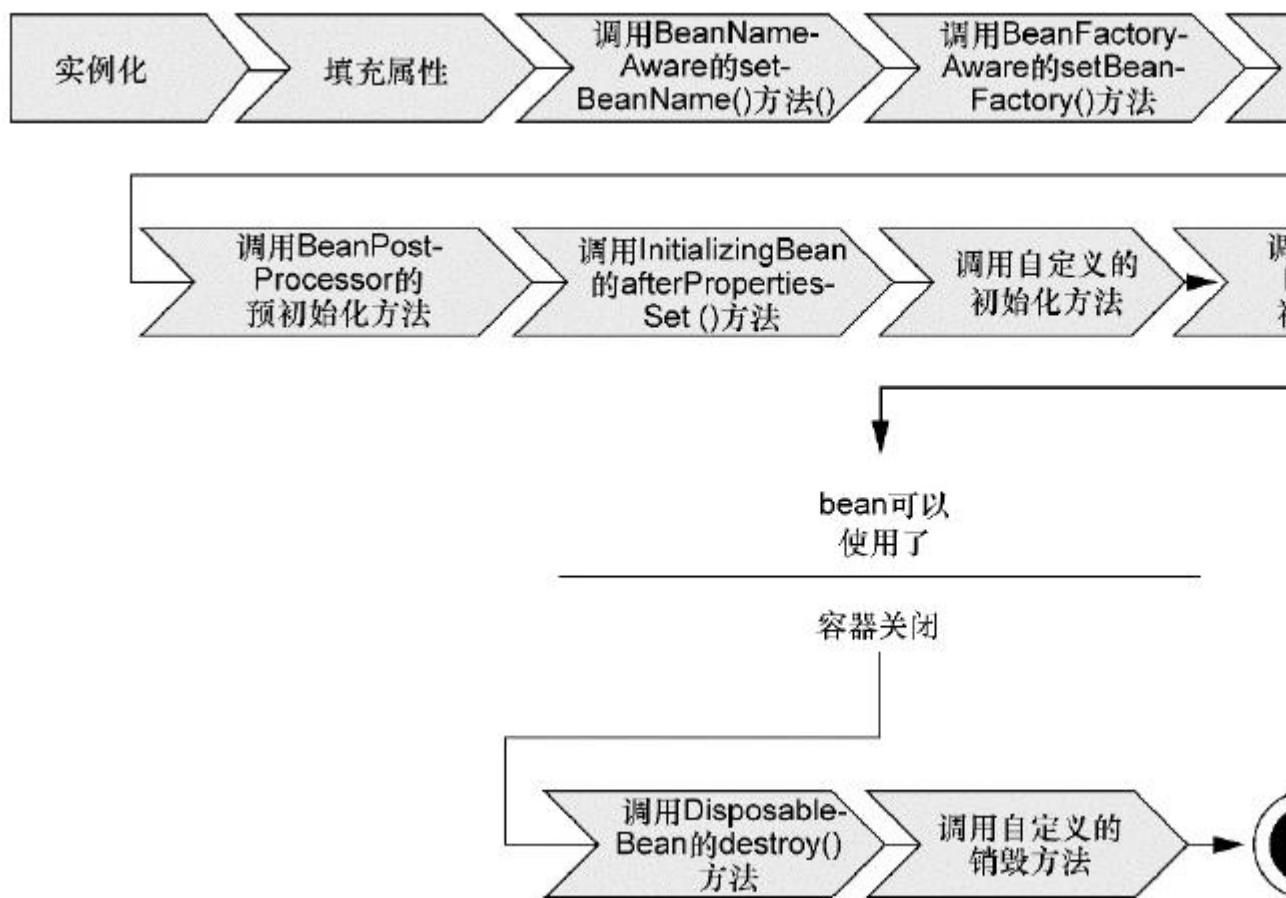 实例化
填充属性
调用BeanName-
Aware的set-
BeanName()方法()
调用BeanFactory-
Aware的setBean-
Factory()方法
调用BeanPost-
Processor的
预初始化方法
调用InitializingBean
的afterProperties-
Set ()方法
调用自定义的
初始化方法
bean可以
使用了
容器关闭
调用Disposable-
Bean的destroy()
方法
调用自定义的
销毁方法